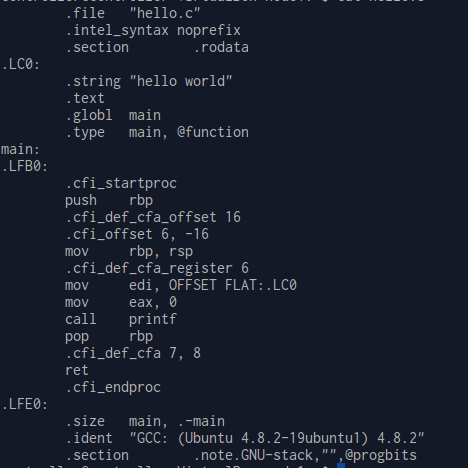 .file "hello.c"
.intel_syntax noprefix
.section .rodata
.LC0:
.string "hello world"
.text
.globl main
.type main, @function
main:
.LFB0:
.cfi_startproc
push rbp
.cfi_def_cfa_offset 16
.cfi_offset 6, -16
mov rbp, rsp
.cfi_def_cfa_register 6
mov edi, OFFSET FLAT:.LC0
mov eax, 0
call printf
pop rbp
.cfi_def_cfa 7, 8
ret
.cfi_endproc
.LFE0:
.size main, .-main
.ident "GCC: (Ubuntu 4.8.2-19ubuntu1) 4.8.2"
.section .note.GNU-stack,"",@progbits